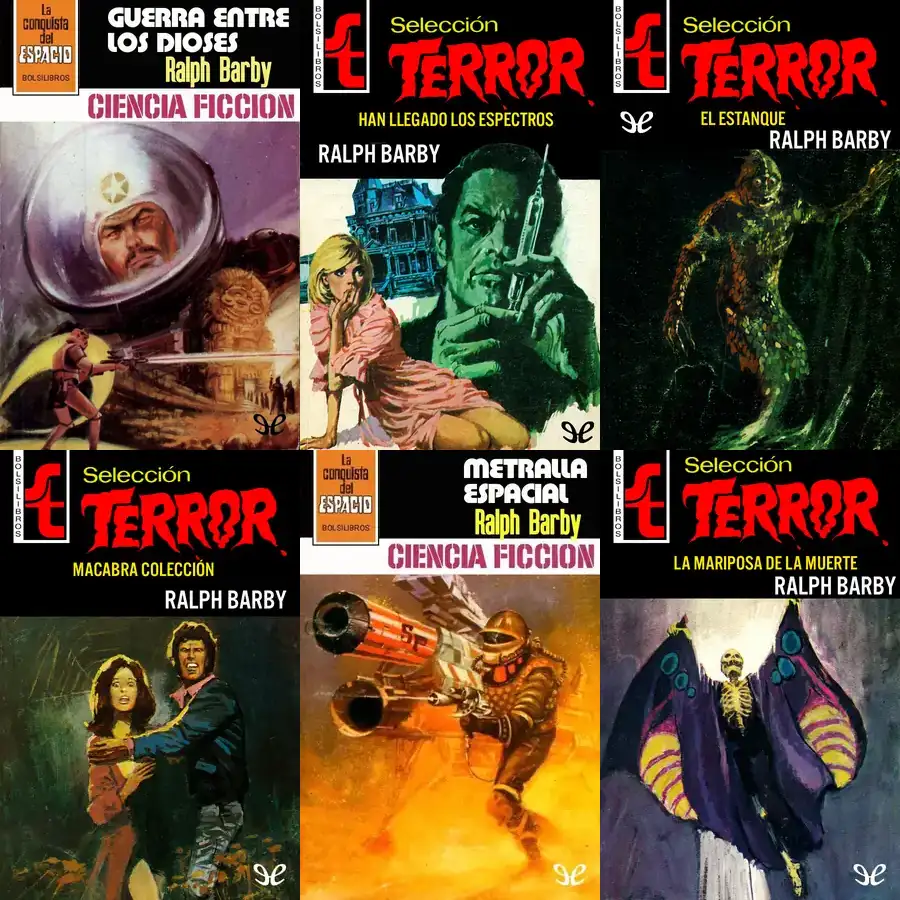 La
conquista
del
ESPACIO
BOLSILIBROS
GUERRA ENTRE
LOS DIOSES
Ralph Barby
CIENCIA FICCION
BOLSILIBROS
Selección
TERROR
HAN LLEGADO LOS ESPECTROS
RALPH BARBY
BOLSILIBROS
Selección
TERROR
EL ESTANQUE
RALPH BARBY
BOLSILIBROS
Selección
TERROR
MACABRA COLECCIÓN
RALPH BARBY
La
conquista
del
ESPACIO
BOLSILIBROS
METRALLA
ESPACIAL
Ralph Barby
CIENCIA FICCION
SF
BOLSILIBROS
Selección
TERROR
LA MARIPOSA DE LA MUERTE
RALPH BARBY